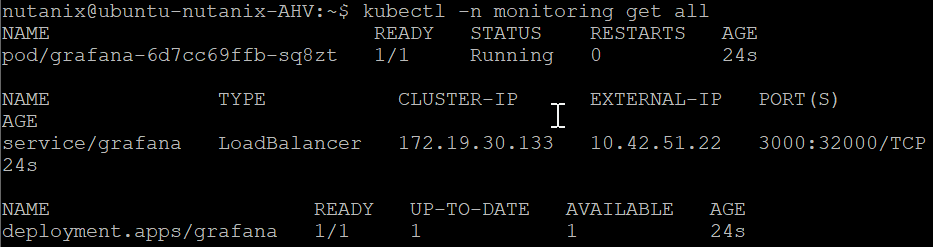 nutanix@ubuntu-nutanix-AHV:~$ kubectl -n monitoring get all
NAME READY STATUS RESTARTS AGE
pod/grafana-6d7cc69ffb-sq8zt 1/1 Running 0 24s
NAME TYPE CLUSTER-IP EXTERNAL-IP PORT(S)
AGE
service/grafana LoadBalancer 172.19.30.133 10.42.51.22 3000:32000/TCP
24s
NAME READY UP-TO-DATE AVAILABLE AGE
deployment.apps/grafana 1/1 1 1 24s